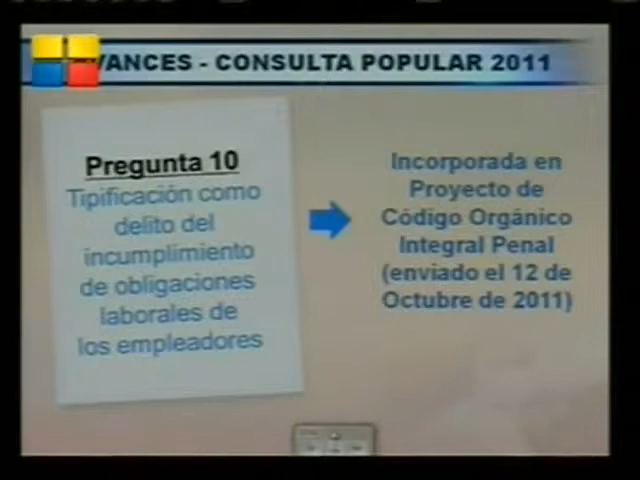 AVANCES - CONSULTA POPULAR 2011
Pregunta 10
Tipificación como
delito del
incumplimiento
de obligaciones
laborales de
los empleadores
Incorporada en
Proyecto de
Código Orgánico
Integral Penal
(enviado el 12 de
Octubre de 2011)